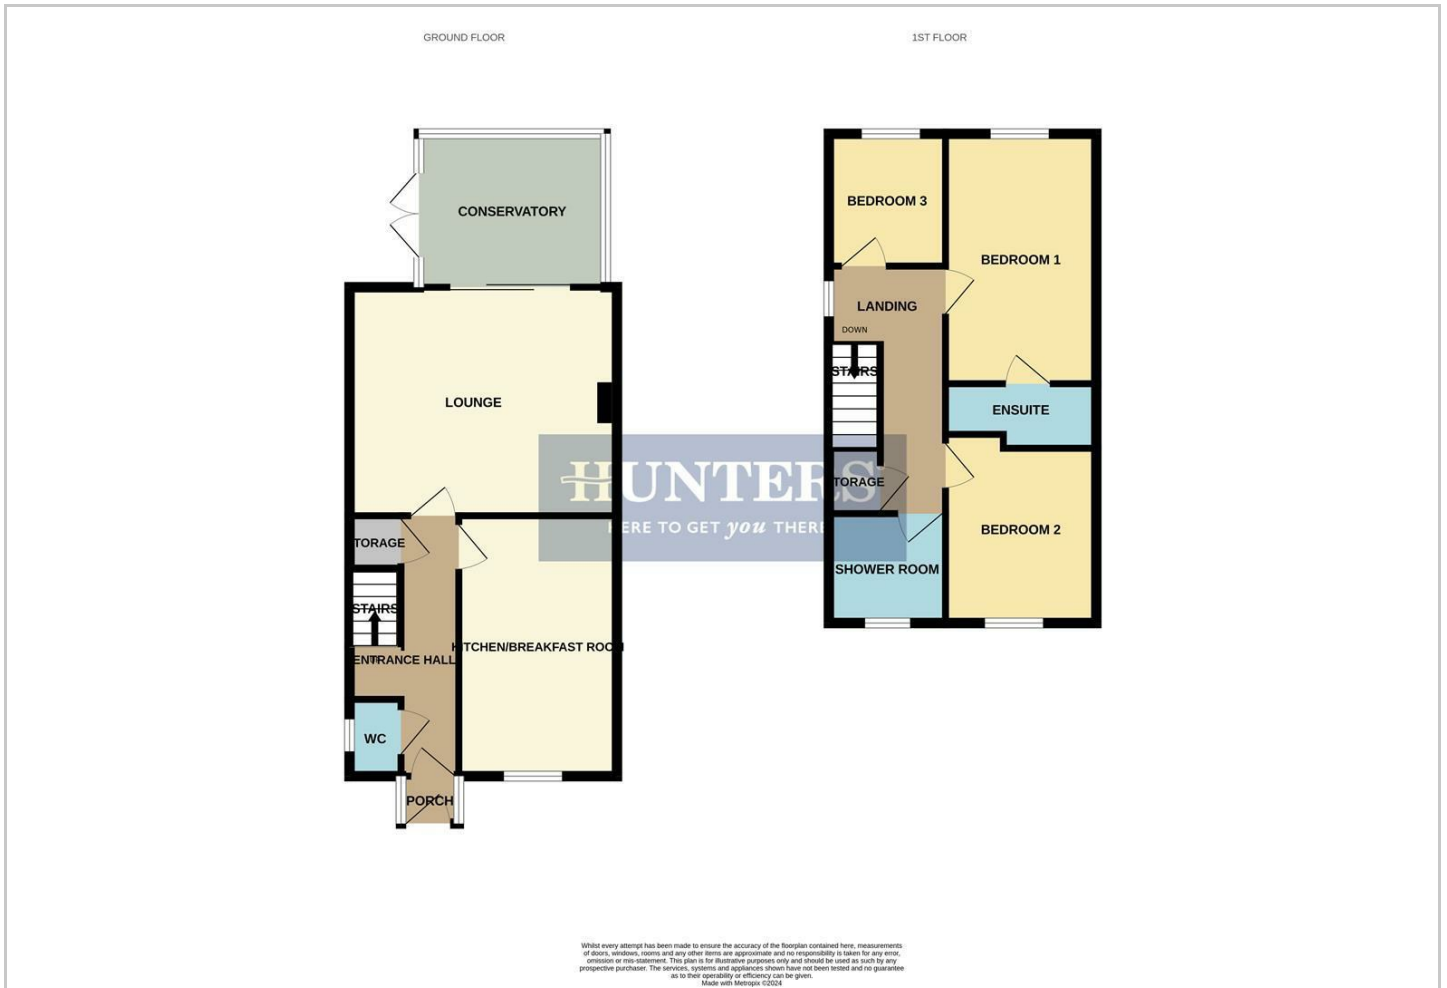 GROUND FLOOR
1ST FLOOR
CONSERVATORY
LOUNGE
TORAGE
STAIRS
ENTRANCE HALL
KITCHEN/BREAKFAST ROOM
WC
PORCH
BEDROOM 3
BEDROOM 1
LANDING
DOWN
STAIRS
ENSUITE
TORAGE
BEDROOM 2
SHOWER ROOM
HUNTERS
HERE TO GET you THERE
Whilst every attempt has been made to ensure the accuracy of the floorplan contained here, measurements
of doors, windows, rooms and any other items are approximate and no responsibility is taken for any error,
omission or mis-statement. This plan is for illustrative purposes only and should be used as such by any
prospective purchaser. The services, systems and appliances shown have not been tested and no guarantee
as to their operability or efficiency can be given.
Made with Metropix ©2024